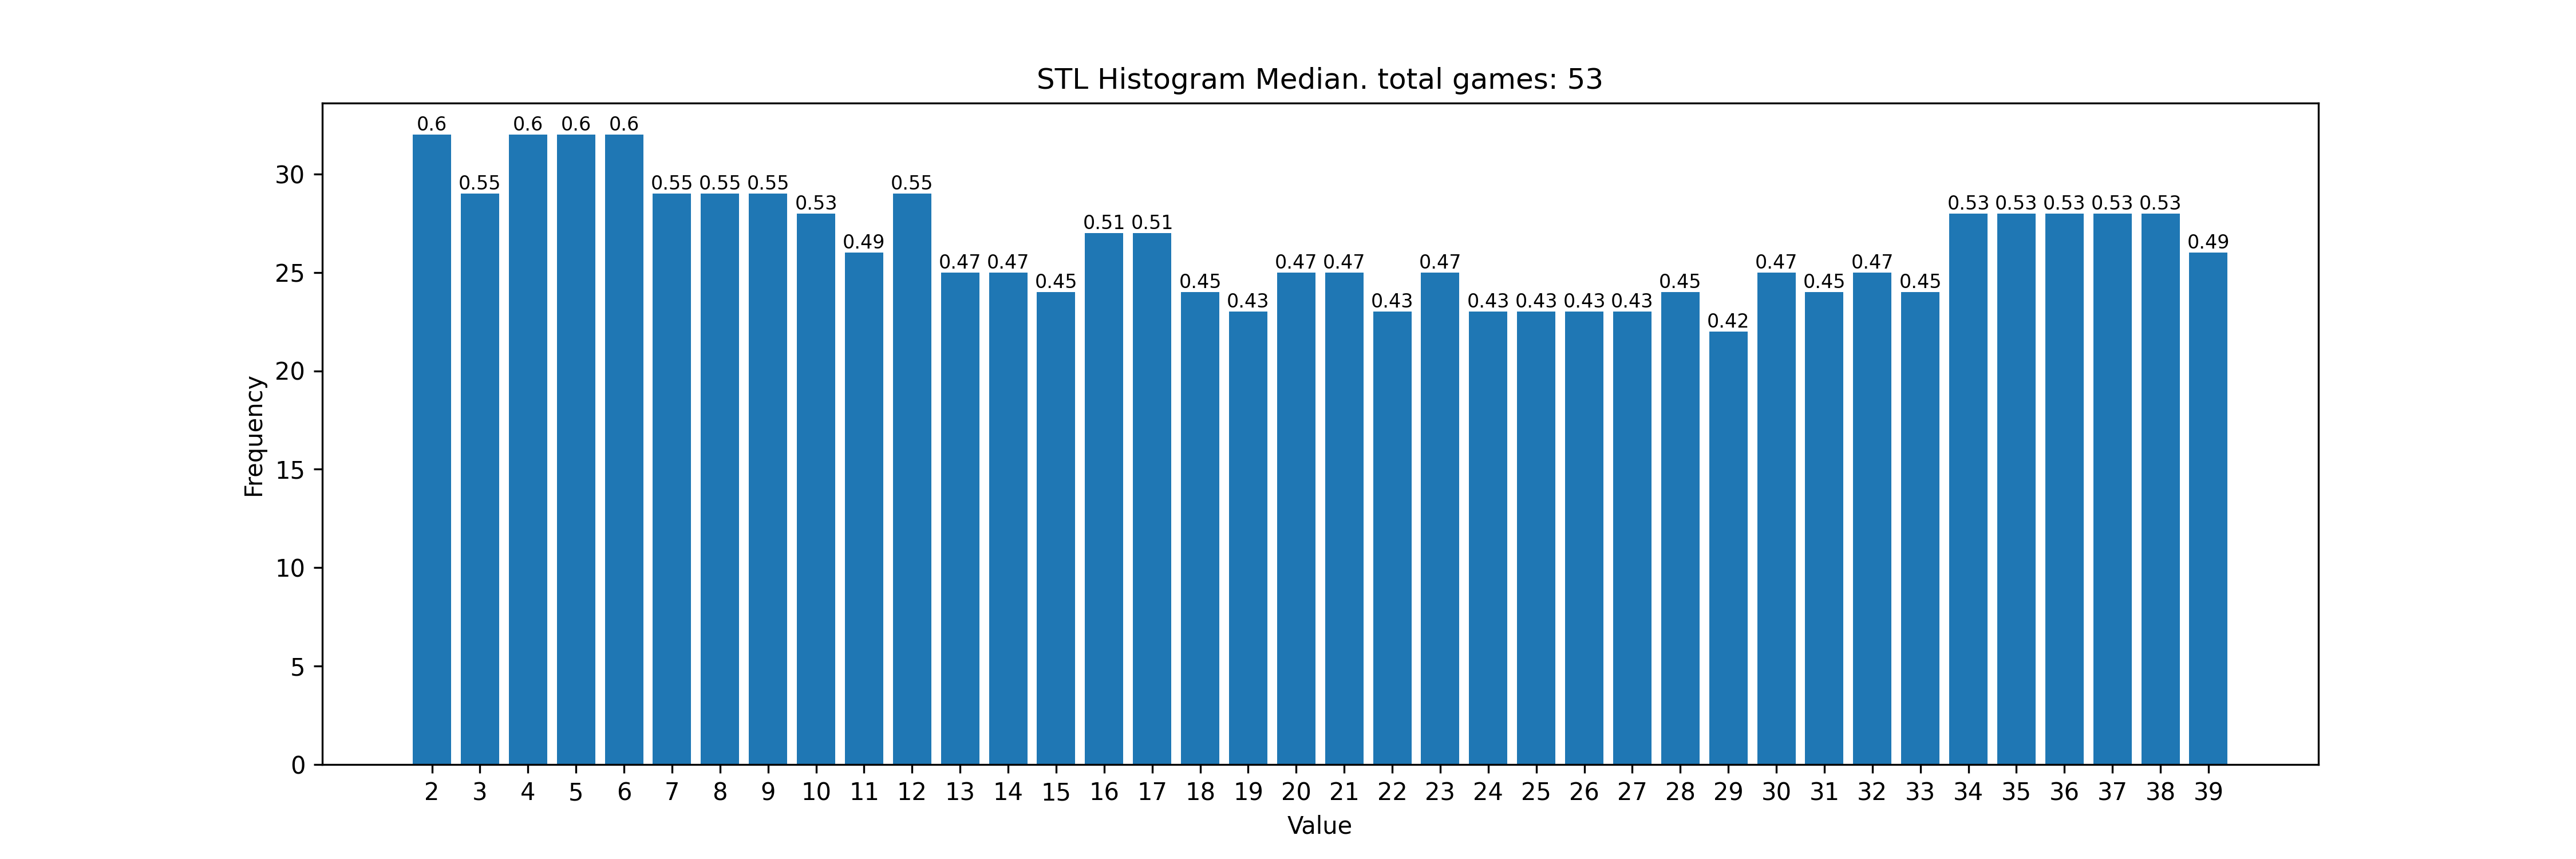 STL Histogram Median. total games: 53
0.6 0.55 0.6 0.6 0.6 0.55 0.55 0.55 0.53 0.49 0.55 0.47 0.47 0.45 0.51 0.51 0.45 0.43 0.47 0.47 0.43 0.47 0.43 0.43 0.43 0.43 0.45 0.42 0.47 0.45 0.47 0.45 0.53 0.53 0.53 0.53 0.53 0.49
30
25
20
15
10
5
0
Frequency
2 3 4 5 6 7 8 9 10 11 12 13 14 15 16 17 18 19 20 21 22 23 24 25 26 27 28 29 30 31 32 33 34 35 36 37 38 39
Value